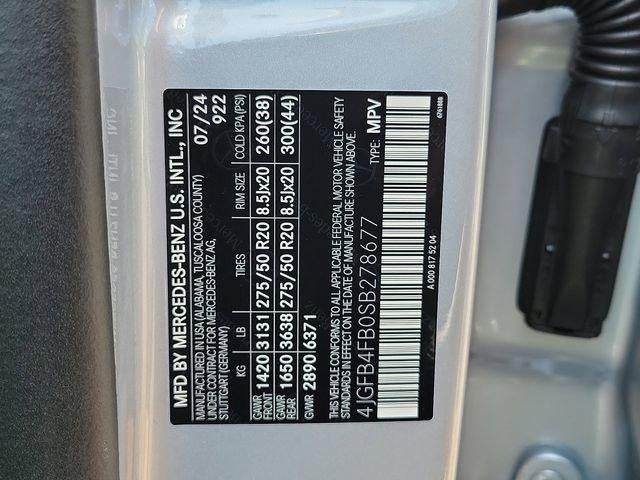 MFD BY MERCEDES-BENZ U.S. INTL., INC
MANUFACTURED IN USA (ALABAMA, TUSCALOOSA COUNTY) 07/24
UNDER CONTRACT FOR MERCEDES-BENZ AG, 922
STUTTGART (GERMANY)
KG LB TIRES RIM SIZE COLD KPA(PSI)
GAWR FRONT 1420 3131 275/50 R20 8.5Jx20 260(38)
GAWR REAR 1650 3638 275/50 R20 8.5Jx20 300(44)
GVWR 2890 6371
THIS VEHICLE CONFORMS TO ALL APPLICABLE FEDERAL MOTOR VEHICLE SAFETY
STANDARDS IN EFFECT ON THE DATE OF MANUFACTURE SHOWN ABOVE.
4JGFB4FB0SB278677 TYPE: MPV
A 000 817 52 04 6761888